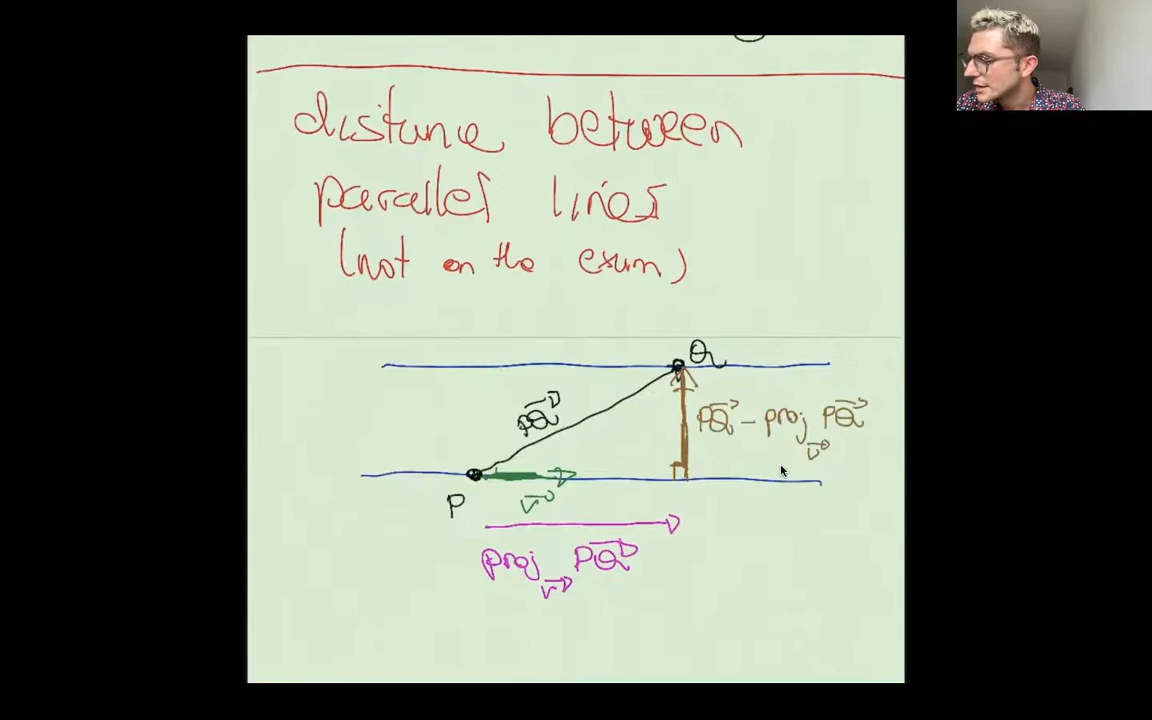 distance between
parallel lines
(not on the exam)
Q
PQ
PQ - proj PQ
v
P
v
proj PQ
v